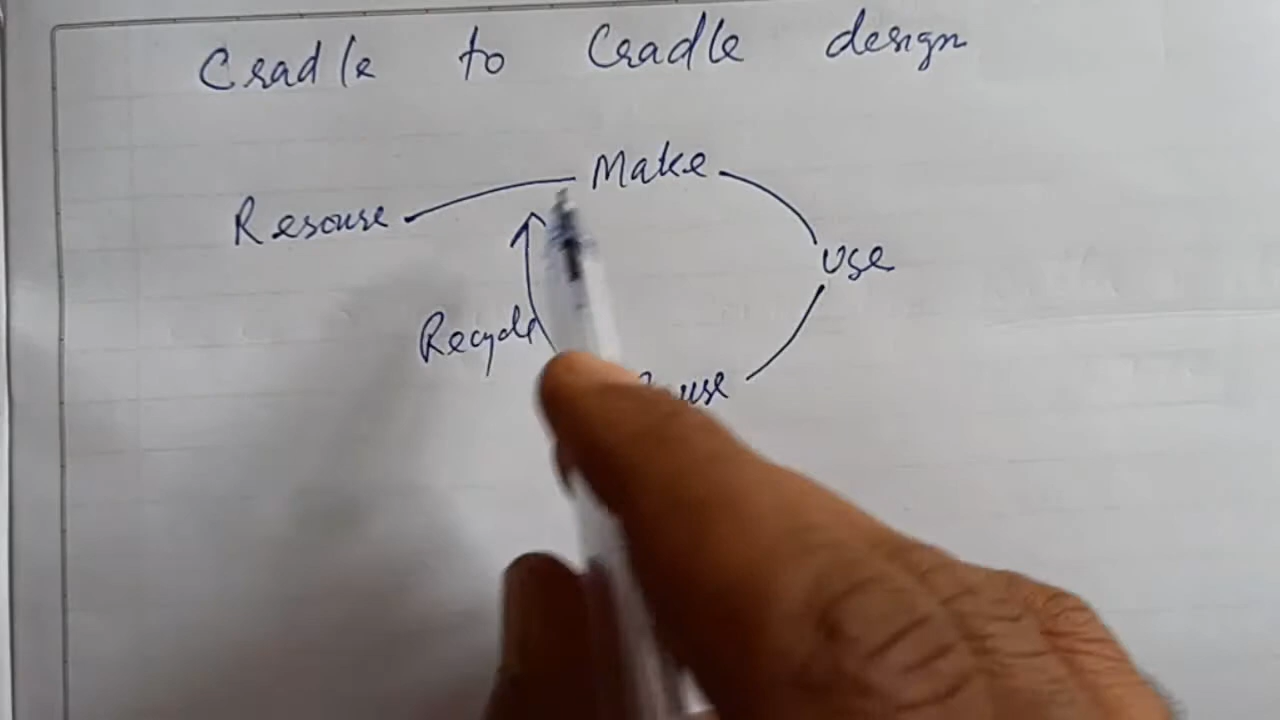 Cradle to Cradle design
Make
Resouse
Use
Recycle